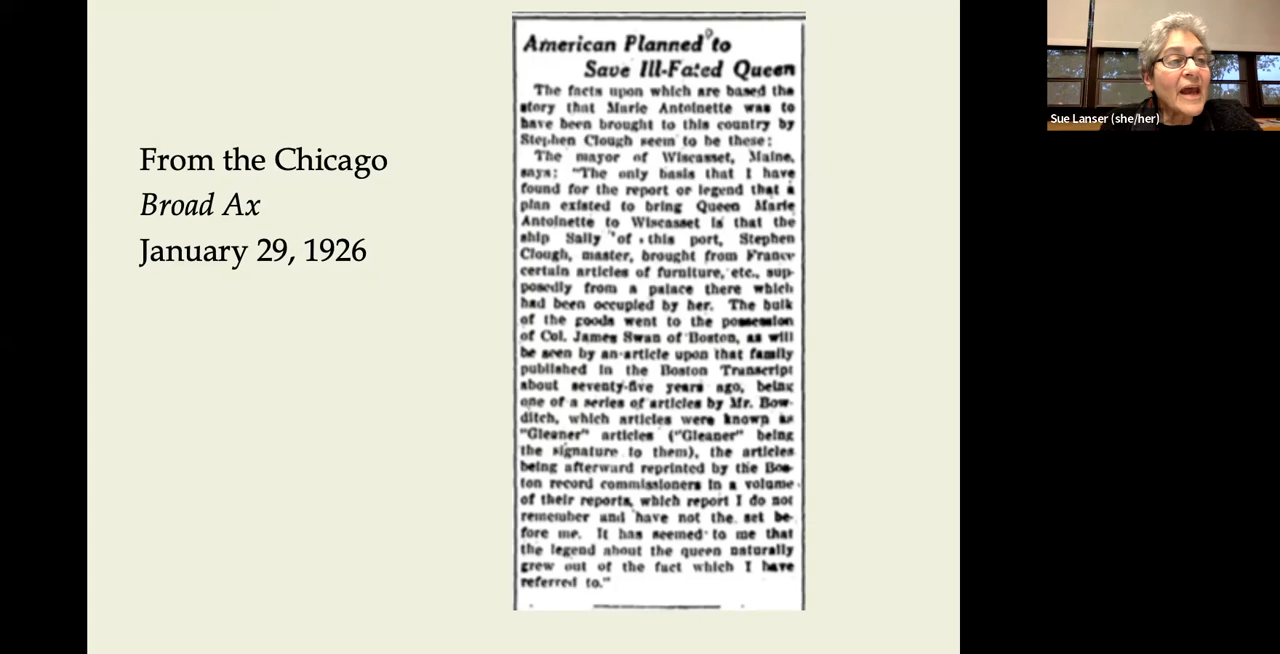 From the Chicago
Broad Ax
January 29, 1926
American Planned to
Save Ill-Fated Queen
The facts upon which are based the
story that Marie Antoinette was to
have been brought to this country by
Stephen Clough seem to be these:
The mayor of Wiscasset, Maine,
says: "The only basis that I have
found for the report or legend that a
plan existed to bring Queen Marie
Antoinette to Wiscasset is that the
ship Sally of this port, Stephen
Clough, master, brought from France
certain articles of furniture, etc., sup-
posedly from a palace there which
had been occupied by her. The bulk
of the goods went to the possession
of Col. James Swan of Boston, as will
be seen by an article upon that family
published in the Boston Transcript
about seventy-five years ago, being
one of a series of articles by Mr. Bow-
ditch, which articles were known as
"Gleaner" articles ("Gleaner" being
the signature to them), the articles
being afterward reprinted by the Bos-
ton record commissioners in a volume
of their reports, which report I do not
remember and have not the set be-
fore me. It has seemed to me that
the legend about the queen naturally
grew out of the fact which I have
referred to."
Sue Lanser (she/her)